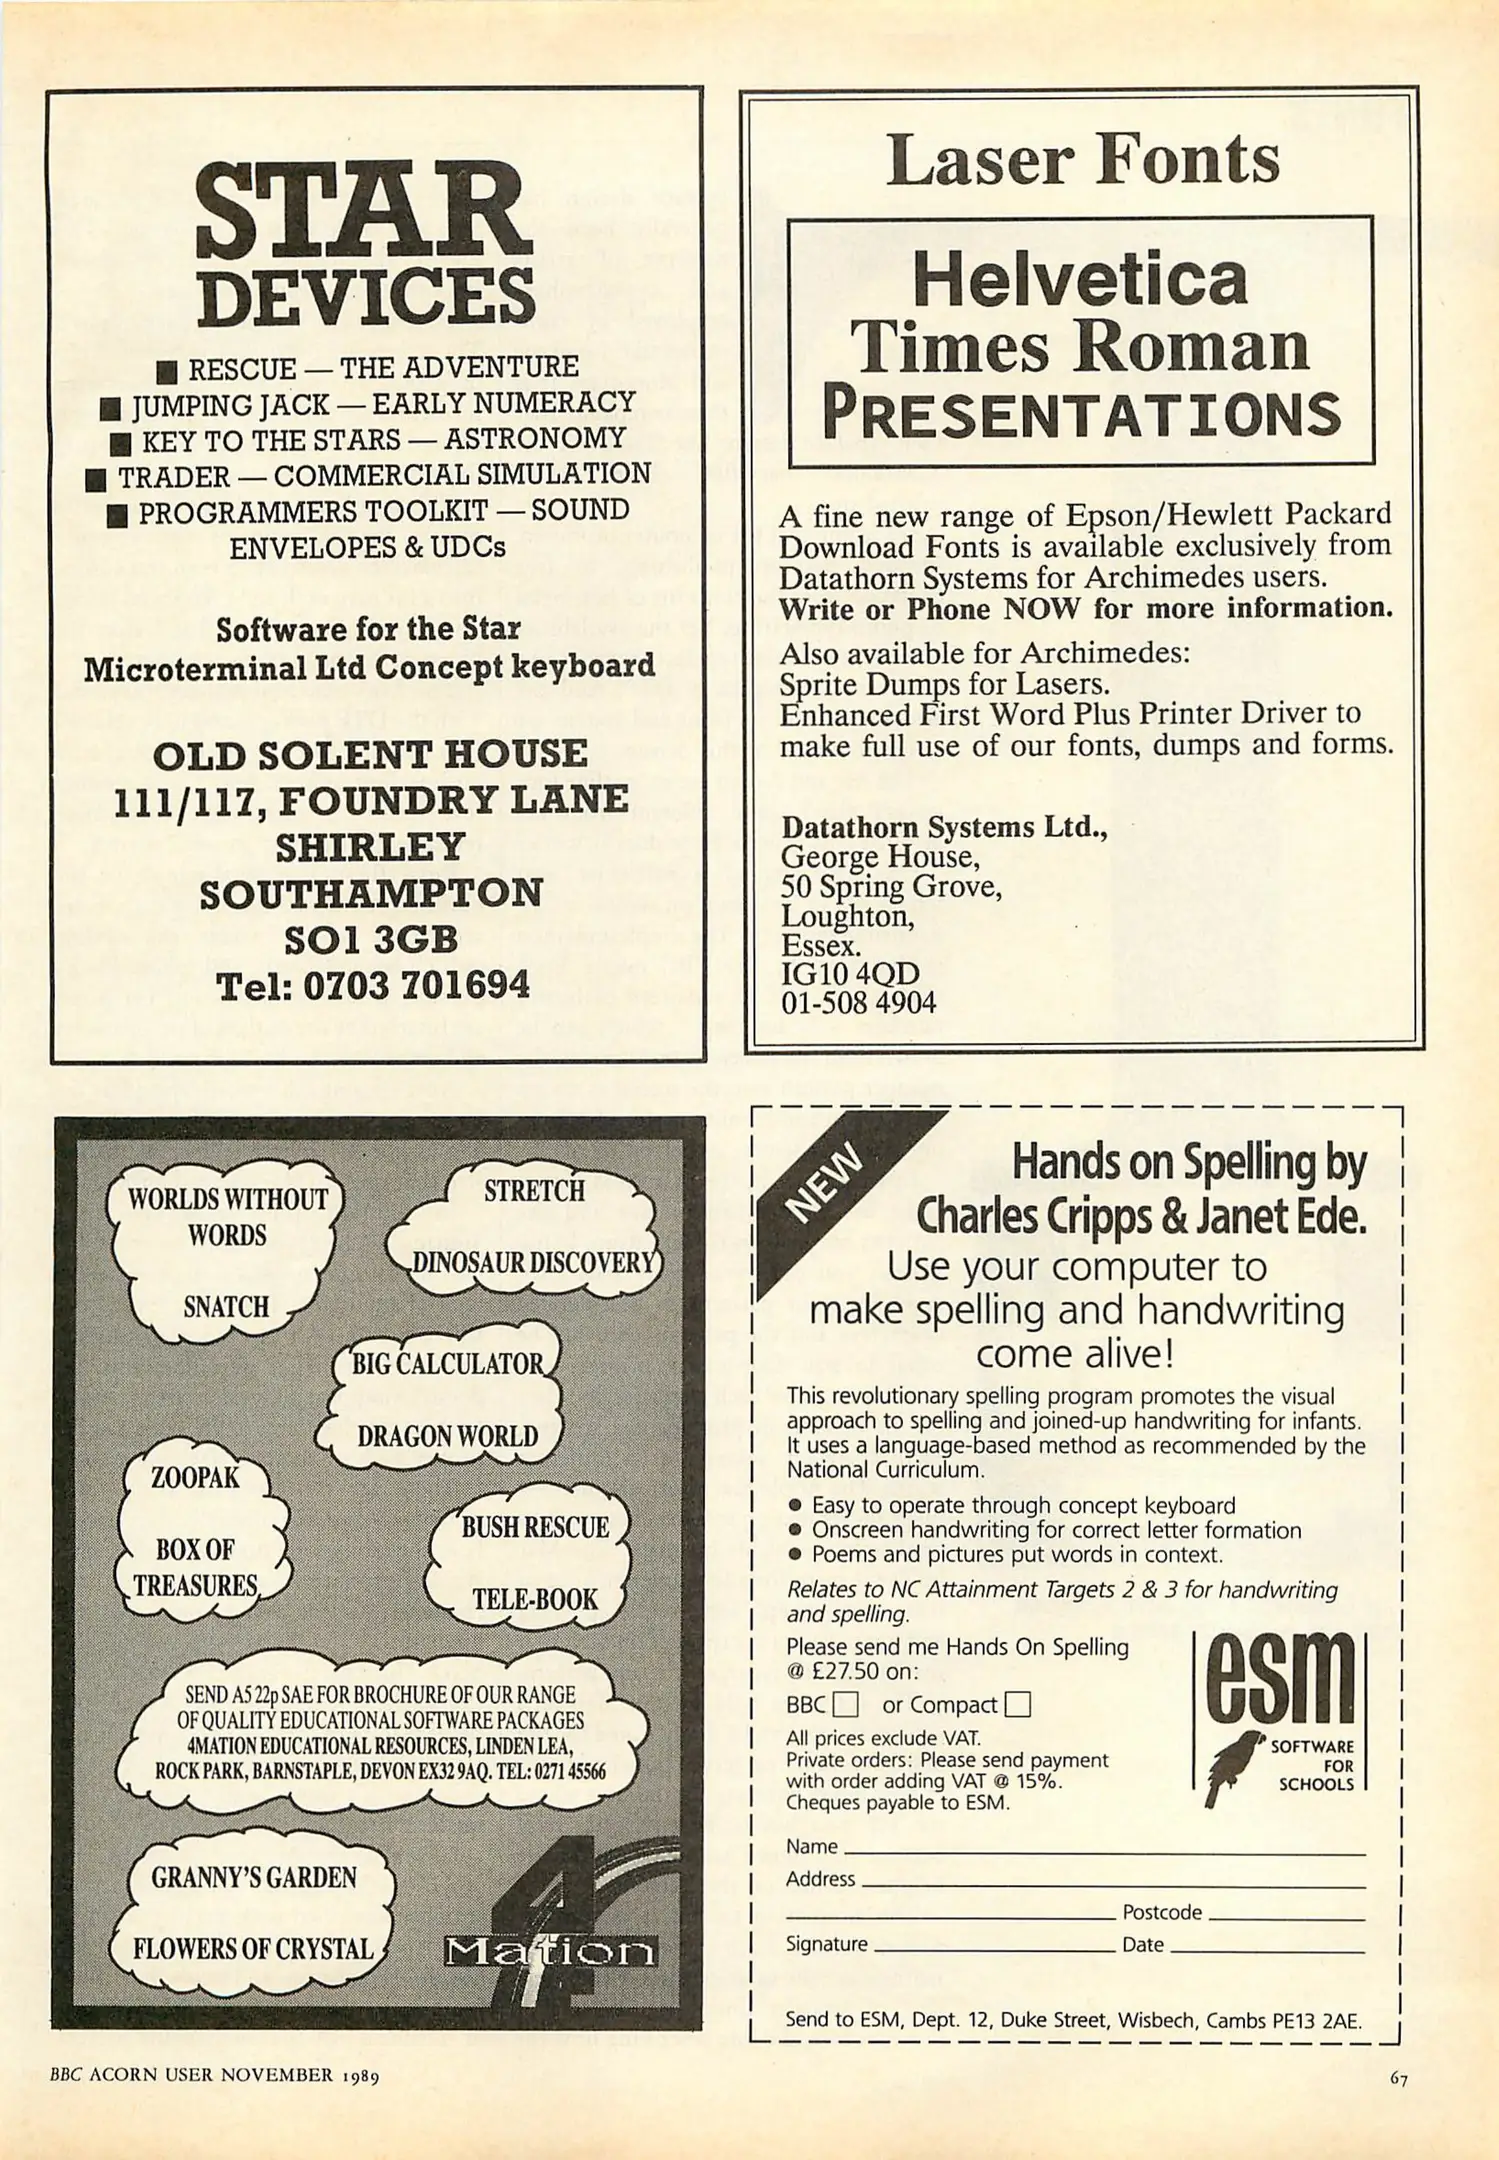 STAR
DEVICES
■ RESCUE — THE ADVENTURE
■ JUMPING JACK — EARLY NUMERACY
■ KEY TO THE STARS — ASTRONOMY
■ TRADER — COMMERCIAL SIMULATION
■ PROGRAMMERS TOOLKIT — SOUND
ENVELOPES & UDCs
Software for the Star
Microterminal Ltd Concept keyboard
OLD SOLENT HOUSE
111/117, FOUNDRY LANE
SHIRLEY
SOUTHAMPTON
SO1 3GB
Tel: 0703 701694
Laser Fonts
Helvetica
Times Roman
PRESENTATIONS
A fine new range of Epson/Hewlett Packard
Download Fonts is available exclusively from
Datathorn Systems for Archimedes users.
Write or Phone NOW for more information.
Also available for Archimedes:
Sprite Dumps for Lasers.
Enhanced First Word Plus Printer Driver to
make full use of our fonts, dumps and forms.
Datathorn Systems Ltd.,
George House,
50 Spring Grove,
Loughton,
Essex.
IG10 4QD
01-508 4904
WORLDS WITHOUT
WORDS
SNATCH
STRETCH
DINOSAUR DISCOVERY
BIG CALCULATOR
DRAGON WORLD
ZOOPAK
BOX OF
TREASURES
BUSH RESCUE
TELE-BOOK
SEND A5 22p SAE FOR BROCHURE OF OUR RANGE
OF QUALITY EDUCATIONAL SOFTWARE PACKAGES
4MATION EDUCATIONAL RESOURCES, LINDEN LEA,
ROCK PARK, BARNSTAPLE, DEVON EX32 9AQ. TEL: 0271 45566
GRANNY'S GARDEN
FLOWERS OF CRYSTAL
4
Mation
NEW
Hands on Spelling by
Charles Cripps & Janet Ede.
Use your computer to
make spelling and handwriting
come alive!
This revolutionary spelling program promotes the visual
approach to spelling and joined-up handwriting for infants.
It uses a language-based method as recommended by the
National Curriculum.
● Easy to operate through concept keyboard
● Onscreen handwriting for correct letter formation
● Poems and pictures put words in context.
Relates to NC Attainment Targets 2 & 3 for handwriting
and spelling.
Please send me Hands On Spelling
@ £27.50 on:
BBC □ or Compact □
All prices exclude VAT.
Private orders: Please send payment
with order adding VAT @ 15%.
Cheques payable to ESM.
esm
SOFTWARE
FOR
SCHOOLS
Name
Address
Postcode
Signature Date
Send to ESM, Dept. 12, Duke Street, Wisbech, Cambs PE13 2AE.
BBC ACORN USER NOVEMBER 1989
67